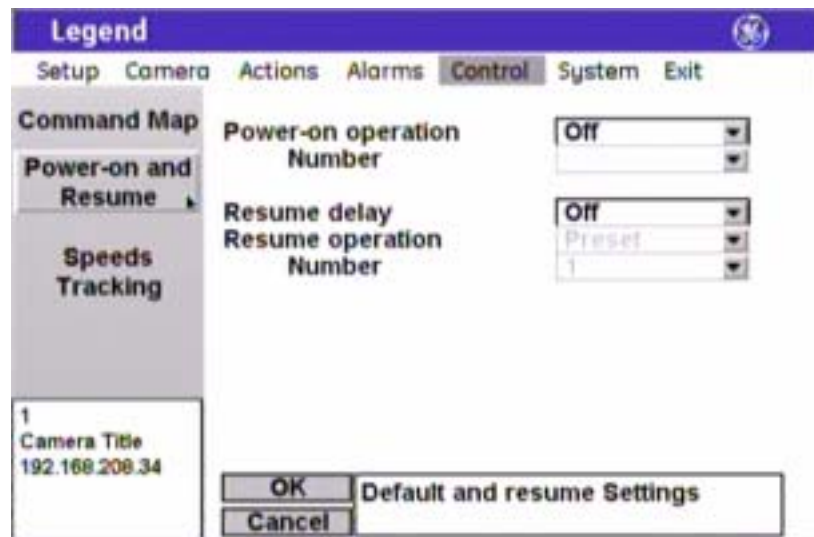 Legend
Setup Camera Actions Alarms Control System Exit
Command Map
Power-on and
Resume
Speeds
Tracking
Power-on operation Off
Number
Resume delay Off
Resume operation Preset
Number 1
1
Camera Title
192.168.208.34
OK
Cancel
Default and resume Settings